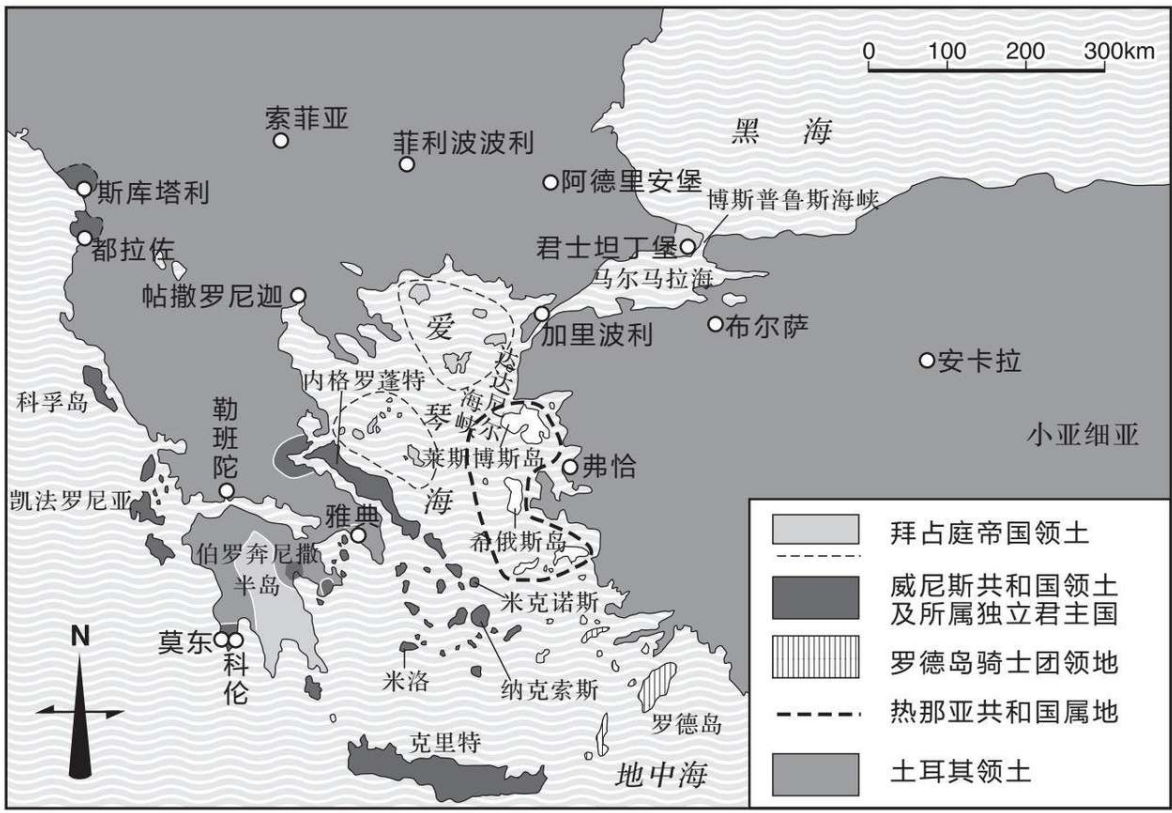 0 100 200 300km
黑 海
索菲亚
菲利波波利
阿德里安堡
斯库塔利
博斯普鲁斯海峡
都拉佐
君士坦丁堡
马尔马拉海
帖撒罗尼迦
加里波利
布尔萨
安卡拉
爱琴海
达达尼尔海峡
内格罗蓬特
科孚岛
勒班陀
小亚细亚
莱斯博斯岛
弗恰
凯法罗尼亚
雅典
希俄斯岛
伯罗奔尼撒
半岛
米克诺斯
莫东
科伦
米洛
纳克索斯
罗德岛
克里特
地中海
N
拜占庭帝国领土
威尼斯共和国领土
及所属独立君主国
罗德岛骑士团领地
热那亚共和国属地
土耳其领土